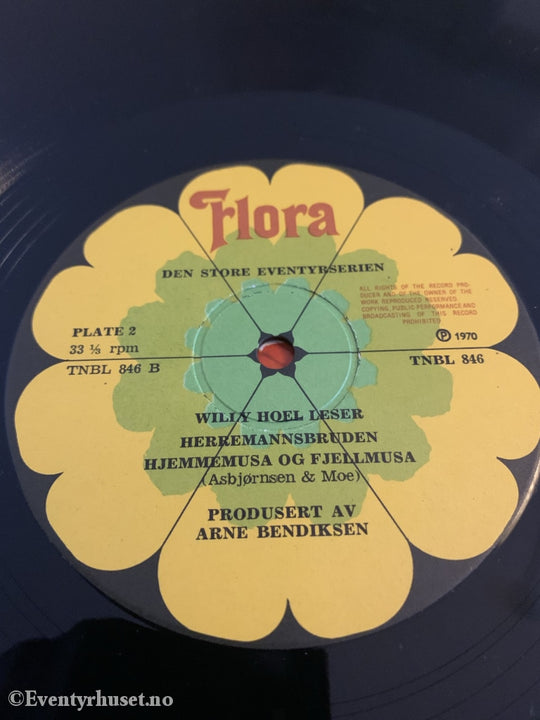 Flora
DEN STORE EVENTYRSERIEN
ALL RIGHTS OF THE RECORD PRO-
DUCER AND OF THE OWNER OF THE
WORK REPRODUCED RESERVED.
COPYING, PUBLIC PERFORMANCE AND
BROADCASTING OF THIS RECORD
PROHIBITED
PLATE 2
33 ⅓ rpm
TNBL 846 B
Ⓟ 1970
TNBL 846
WILLY HOEL LESER
HERREMANNSBRUDEN
HJEMMEMUSA OG FJELLMUSA
(Asbjørnsen & Moe)
PRODUSERT AV
ARNE BENDIKSEN
©Eventyrhuset.no